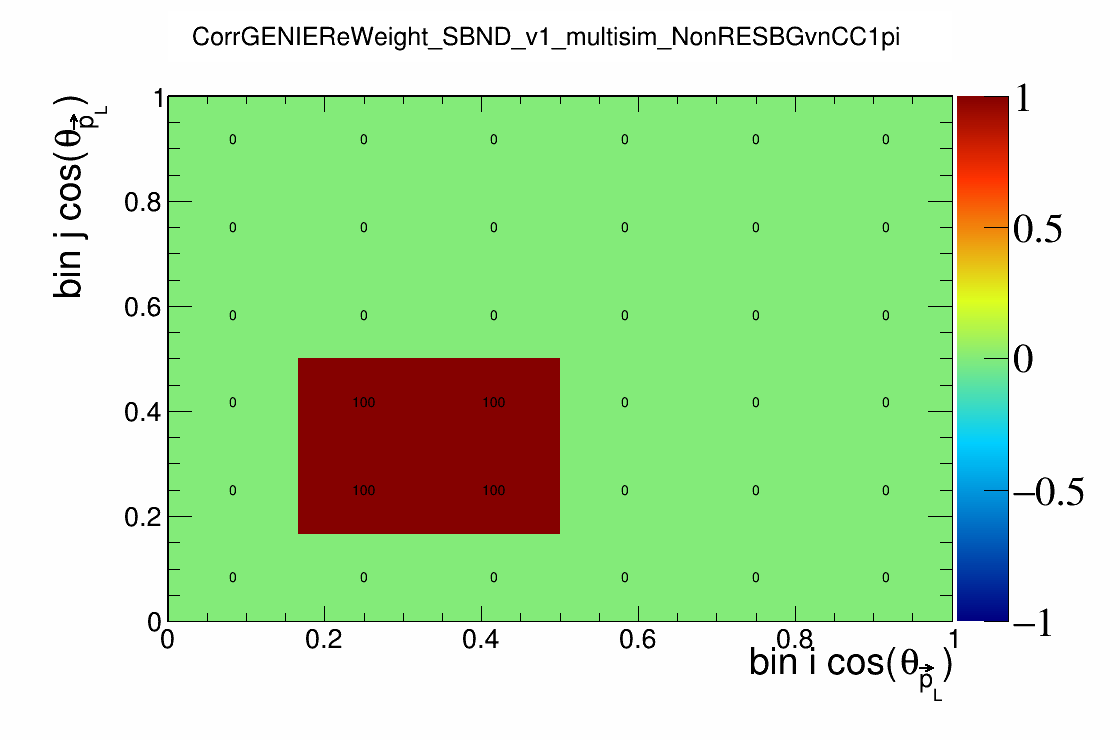 CorrGENIEReWeight_SBND_v1_multisim_NonRESBGvnCC1pi
bin j cos(θp⃗L)
1
0.8
0.6
0.4
0.2
0
0 0 0 0 0 0
0 0 0 0 0 0
0 0 0 0 0 0
0 100 100 0 0 0
0 100 100 0 0 0
0 0 0 0 0 0
0 0.2 0.4 0.6 0.8 1
bin i cos(θp⃗L)
1
0.5
0
−0.5
−1